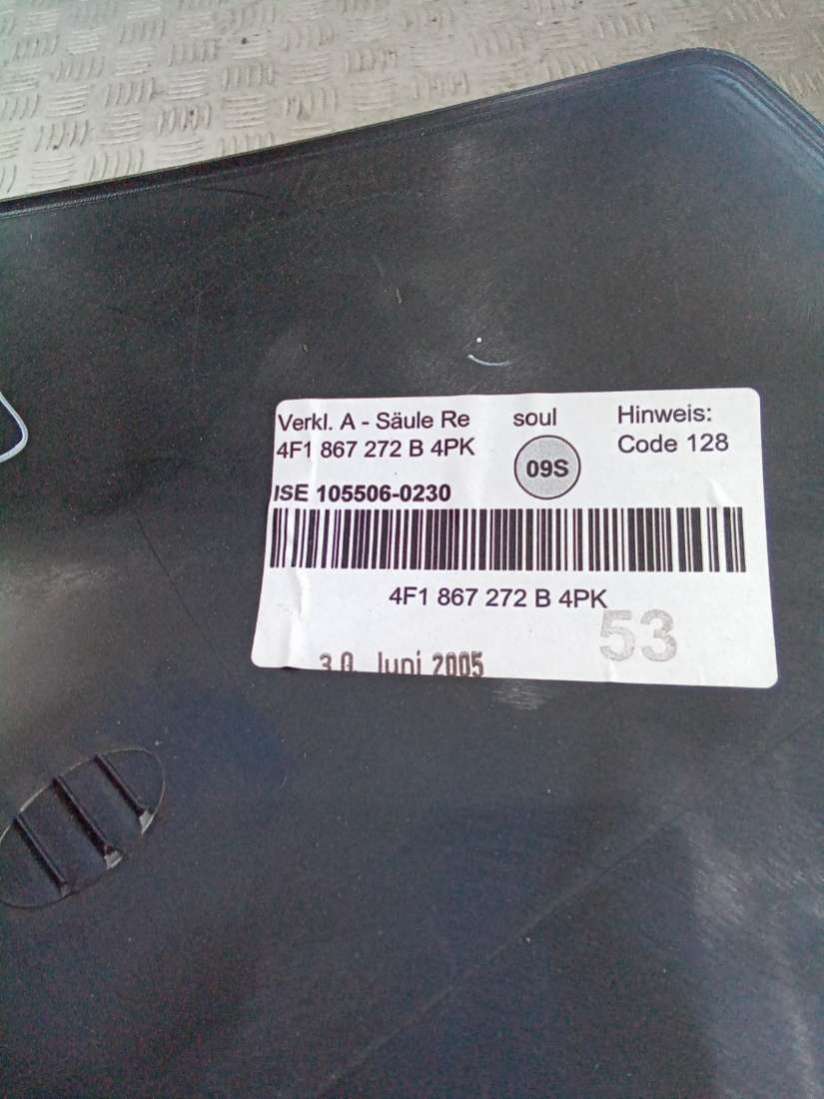 Verkl. A - Säule Re soul Hinweis:
4F1 867 272 B 4PK 09S Code 128
ISE 105506-0230
4F1 867 272 B 4PK
53
30. Juni 2005